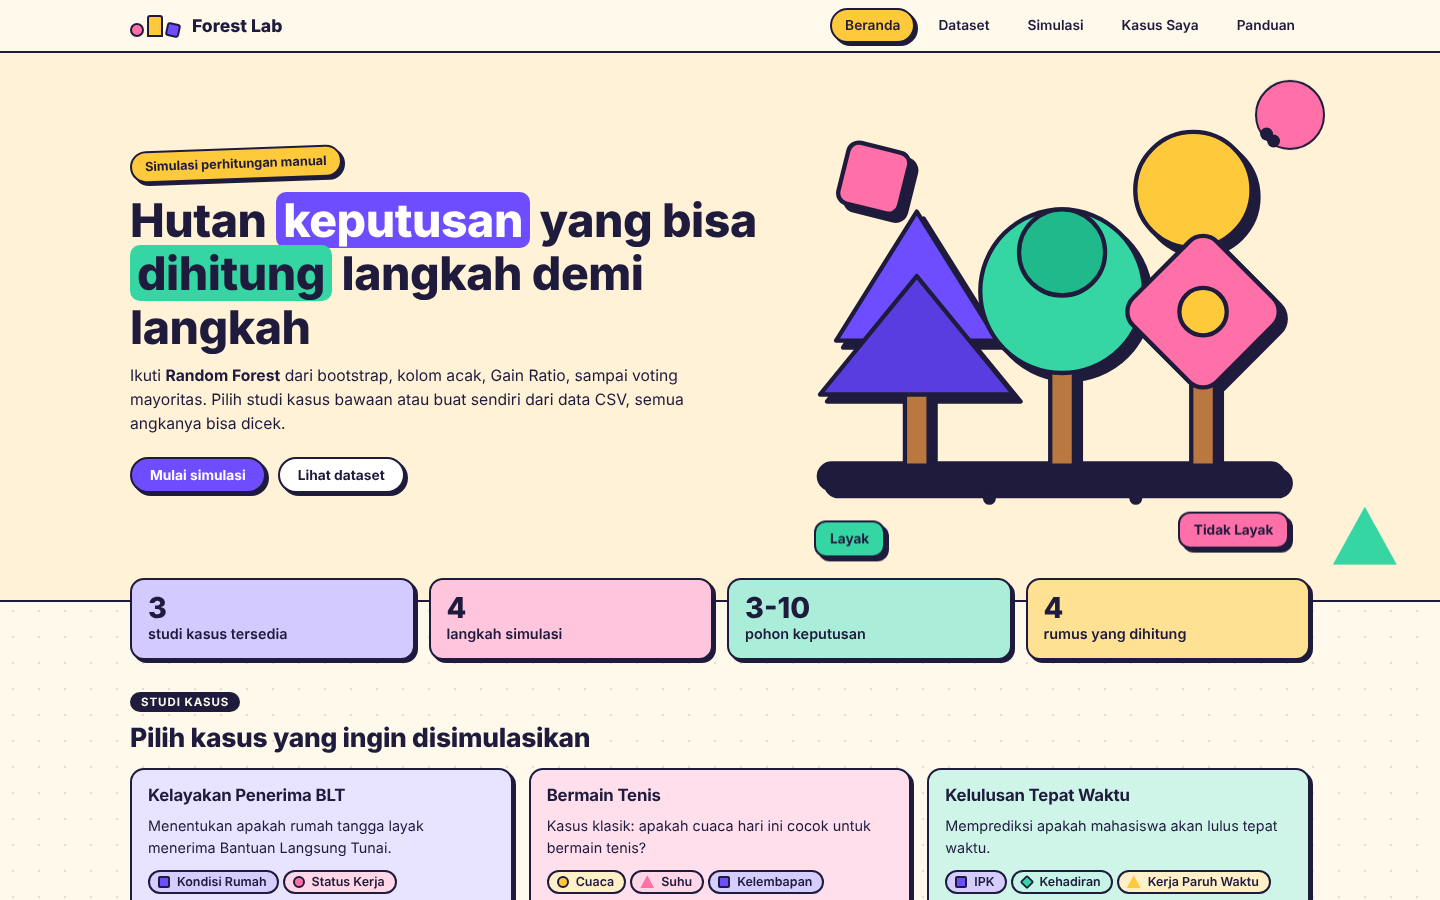 Forest Lab
Beranda
Dataset
Simulasi
Kasus Saya
Panduan
Simulasi perhitungan manual
Hutan keputusan yang bisa
dihitung langkah demi
langkah
Ikuti Random Forest dari bootstrap, kolom acak, Gain Ratio, sampai voting
mayoritas. Pilih studi kasus bawaan atau buat sendiri dari data CSV, semua
angkanya bisa dicek.
Mulai simulasi
Lihat dataset
Layak
Tidak Layak
3
studi kasus tersedia
4
langkah simulasi
3-10
pohon keputusan
4
rumus yang dihitung
STUDI KASUS
Pilih kasus yang ingin disimulasikan
Kelayakan Penerima BLT
Menentukan apakah rumah tangga layak
menerima Bantuan Langsung Tunai.
Kondisi Rumah
Status Kerja
Bermain Tenis
Kasus klasik: apakah cuaca hari ini cocok untuk
bermain tenis?
Cuaca
Suhu
Kelembapan
Kelulusan Tepat Waktu
Memprediksi apakah mahasiswa akan lulus tepat
waktu.
IPK
Kehadiran
Kerja Paruh Waktu